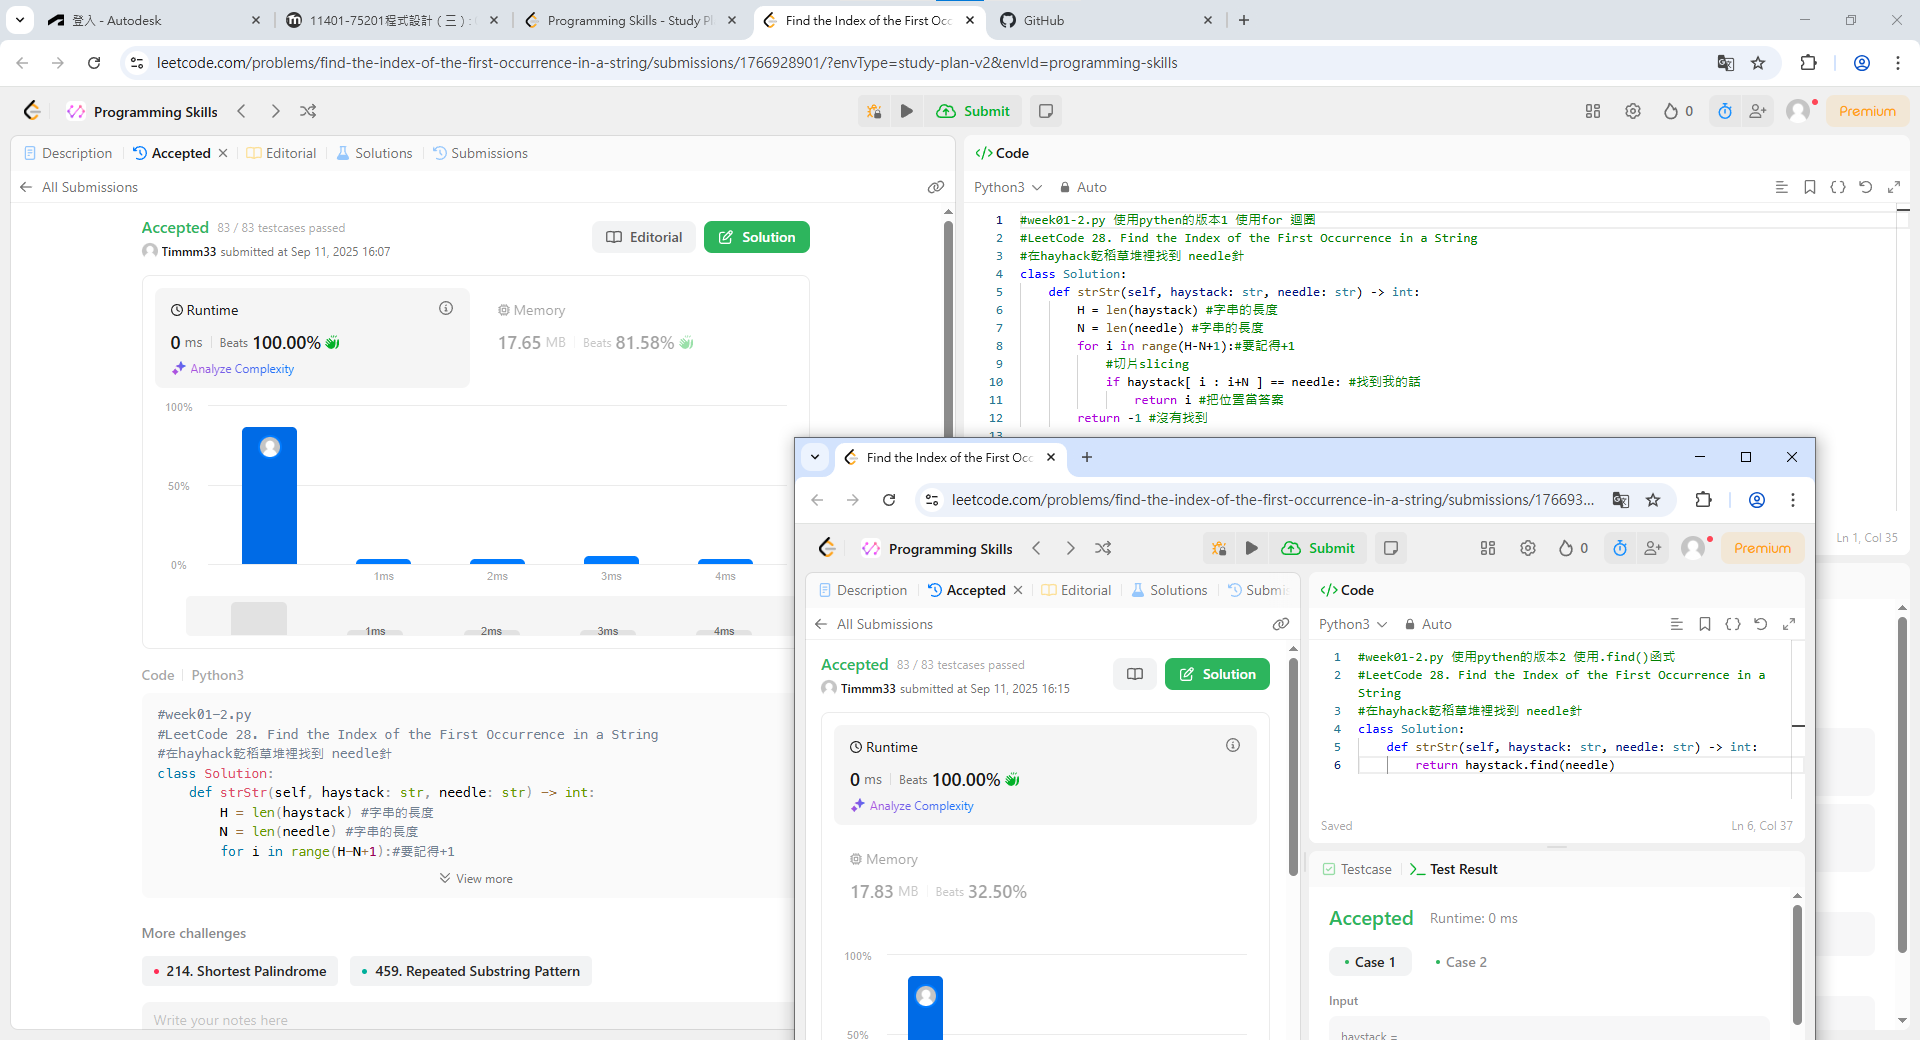 登入 - Autodesk
11401-75201程式設計（三）:
Programming Skills - Study Pl
Find the Index of the First Occ
GitHub
leetcode.com/problems/find-the-index-of-the-first-occurrence-in-a-string/submissions/1766928901/?envType=study-plan-v2&envId=programming-skills
Programming Skills
Submit
0
Premium
Description
Accepted
Editorial
Solutions
Submissions
All Submissions
Accepted 83 / 83 testcases passed
Timmm33 submitted at Sep 11, 2025 16:07
Editorial
Solution
Runtime
0 ms Beats 100.00%
Analyze Complexity
Memory
17.65 MB Beats 81.58%
100%
50%
0%
1ms 2ms 3ms 4ms
1ms 2ms 3ms 4ms
Code Python3
#week01-2.py
#LeetCode 28. Find the Index of the First Occurrence in a String
#在hayhack乾稻草堆裡找到 needle針
class Solution:
def strStr(self, haystack: str, needle: str) -> int:
H = len(haystack) #字串的長度
N = len(needle) #字串的長度
for i in range(H-N+1):#要記得+1
View more
More challenges
214. Shortest Palindrome
459. Repeated Substring Pattern
Write your notes here
</> Code
Python3 Auto
1 #week01-2.py 使用pythen的版本1 使用for 迴圈
2 #LeetCode 28. Find the Index of the First Occurrence in a String
3 #在hayhack乾稻草堆裡找到 needle針
4 class Solution:
5 def strStr(self, haystack: str, needle: str) -> int:
6 H = len(haystack) #字串的長度
7 N = len(needle) #字串的長度
8 for i in range(H-N+1):#要記得+1
9 #切片slicing
10 if haystack[ i : i+N ] == needle: #找到我的話
11 return i #把位置當答案
12 return -1 #沒有找到
13
Ln 1, Col 35
Find the Index of the First Occ
leetcode.com/problems/find-the-index-of-the-first-occurrence-in-a-string/submissions/176693...
Programming Skills
Submit
0
Premium
Description
Accepted
Editorial
Solutions
Submis
All Submissions
Accepted 83 / 83 testcases passed
Timmm33 submitted at Sep 11, 2025 16:15
Solution
Runtime
0 ms Beats 100.00%
Analyze Complexity
Memory
17.83 MB Beats 32.50%
100%
50%
</> Code
Python3 Auto
1 #week01-2.py 使用pythen的版本2 使用.find()函式
2 #LeetCode 28. Find the Index of the First Occurrence in a
String
3 #在hayhack乾稻草堆裡找到 needle針
4 class Solution:
5 def strStr(self, haystack: str, needle: str) -> int:
6 return haystack.find(needle)
Saved
Ln 6, Col 37
Testcase
Test Result
Accepted Runtime: 0 ms
Case 1
Case 2
Input
haystack =